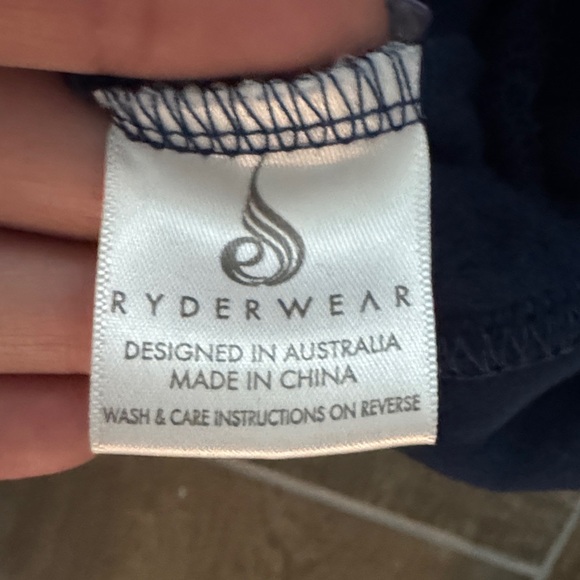 RYDERWEAR
DESIGNED IN AUSTRALIA
MADE IN CHINA
WASH & CARE INSTRUCTIONS ON REVERSE